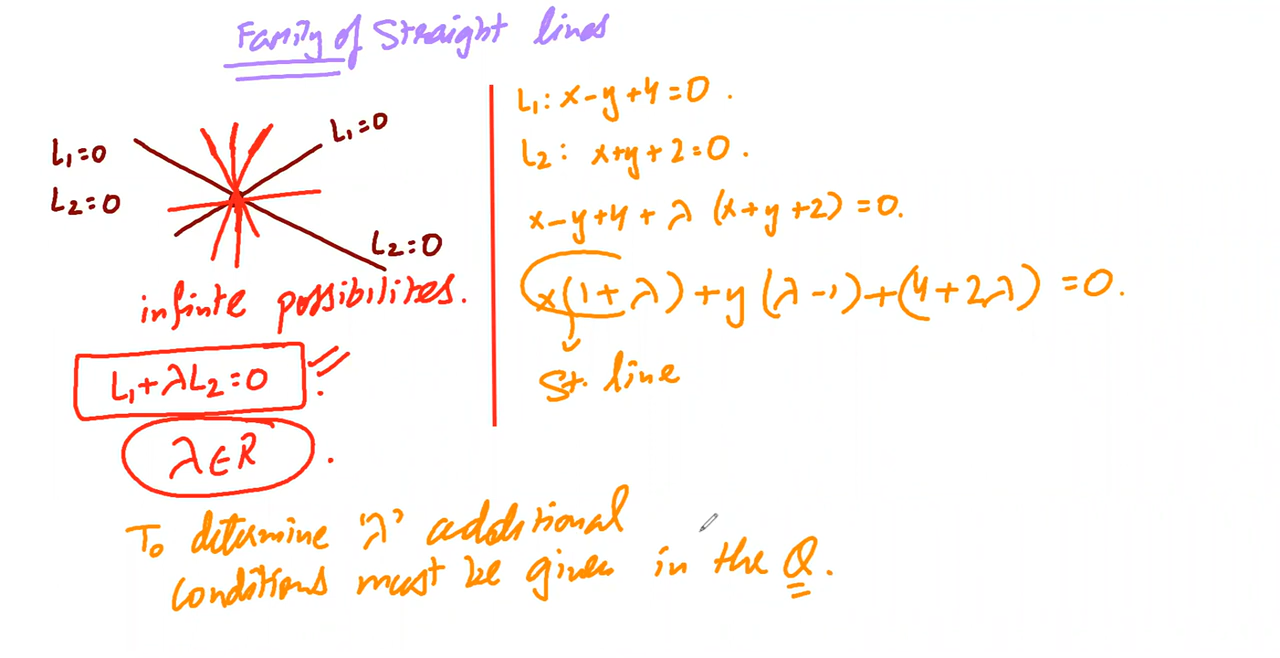 Family of Straight lines
L₁=0
L₂=0
L₁=0
L₂=0
infinte possibilites.
L₁+λL₂=0
λ∈R.
L₁: x-y+4=0.
L₂: x+y+2=0.
x-y+4+λ(x+y+2)=0.
x(1+λ)+y(λ-1)+(4+2λ)=0.
St. line
To determine 'λ' additional
conditions must be given in the Q.